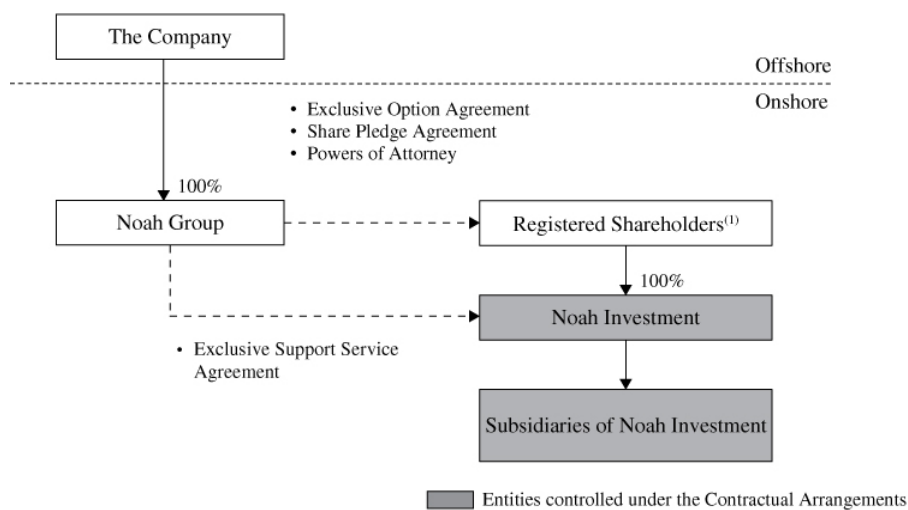 The Company
Offshore
Onshore
• Exclusive Option Agreement
• Share Pledge Agreement
• Powers of Attorney
100%
Noah Group
Registered Shareholders(1)
100%
Noah Investment
• Exclusive Support Service
Agreement
Subsidiaries of Noah Investment
Entities controlled under the Contractual Arrangements